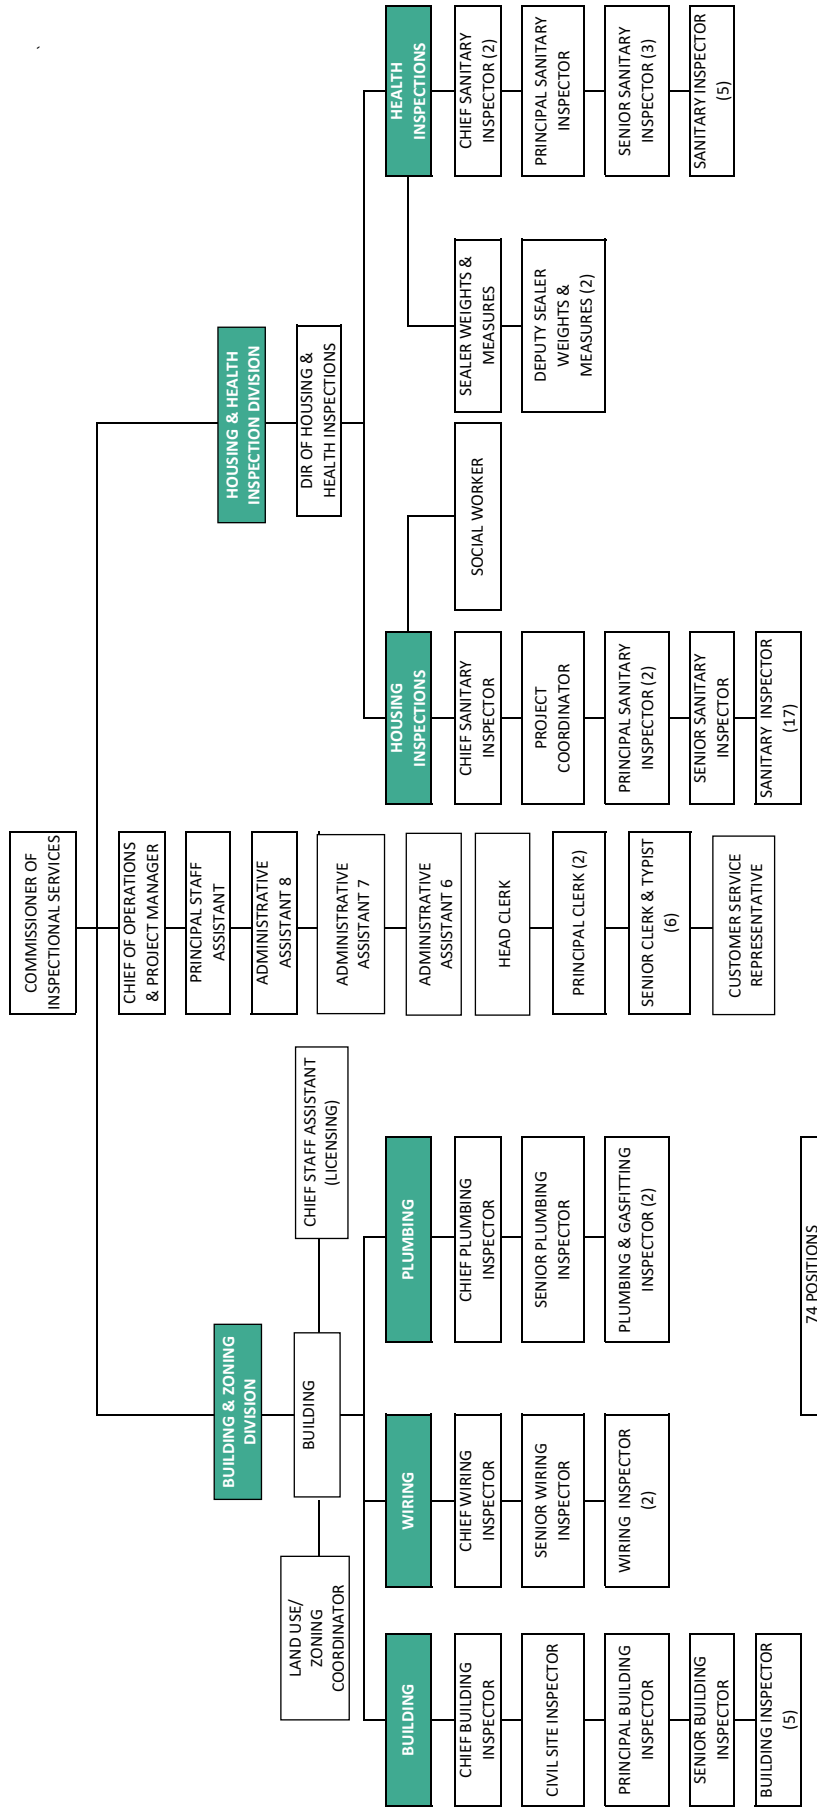 COMMISSIONER OF
INSPECTIONAL SERVICES
CHIEF OF OPERATIONS
& PROJECT MANAGER
PRINCIPAL STAFF
ASSISTANT
ADMINISTRATIVE
ASSISTANT 8
ADMINISTRATIVE
ASSISTANT 7
ADMINISTRATIVE
ASSISTANT 6
HEAD CLERK
PRINCIPAL CLERK (2)
SENIOR CLERK & TYPIST
(6)
CUSTOMER SERVICE
REPRESENTATIVE
BUILDING & ZONING
DIVISION
LAND USE/
ZONING
COORDINATOR
BUILDING
CHIEF STAFF ASSISTANT
(LICENSING)
BUILDING
CHIEF BUILDING
INSPECTOR
CIVIL SITE INSPECTOR
PRINCIPAL BUILDING
INSPECTOR
SENIOR BUILDING
INSPECTOR
BUILDING INSPECTOR
(5)
WIRING
CHIEF WIRING
INSPECTOR
SENIOR WIRING
INSPECTOR
WIRING INSPECTOR
(2)
PLUMBING
CHIEF PLUMBING
INSPECTOR
SENIOR PLUMBING
INSPECTOR
PLUMBING & GASFITTING
INSPECTOR (2)
HOUSING & HEALTH
INSPECTION DIVISION
DIR OF HOUSING &
HEALTH INSPECTIONS
HOUSING
INSPECTIONS
CHIEF SANITARY
INSPECTOR
PROJECT
COORDINATOR
PRINCIPAL SANITARY
INSPECTOR (2)
SENIOR SANITARY
INSPECTOR
SANITARY INSPECTOR
(17)
SOCIAL WORKER
HEALTH
INSPECTIONS
SEALER WEIGHTS &
MEASURES
DEPUTY SEALER
WEIGHTS &
MEASURES (2)
CHIEF SANITARY
INSPECTOR (2)
PRINCIPAL SANITARY
INSPECTOR
SENIOR SANITARY
INSPECTOR (3)
SANITARY INSPECTOR
(5)
74 POSITIONS